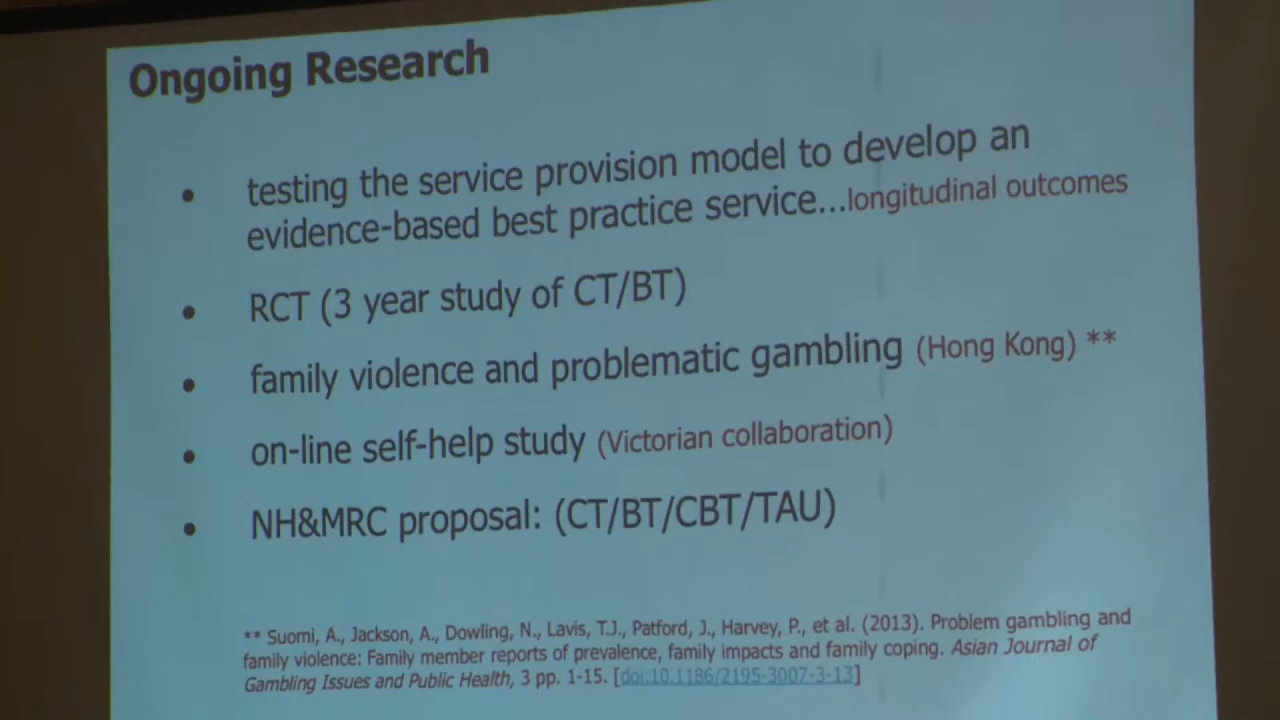 Ongoing Research
• testing the service provision model to develop an
evidence-based best practice service...longitudinal outcomes
• RCT (3 year study of CT/BT)
• family violence and problematic gambling (Hong Kong) **
• on-line self-help study (Victorian collaboration)
• NH&MRC proposal: (CT/BT/CBT/TAU)
** Suomi, A., Jackson, A., Dowling, N., Lavis, T.J., Patford, J., Harvey, P., et al. (2013). Problem gambling and
family violence: Family member reports of prevalence, family impacts and family coping. Asian Journal of
Gambling Issues and Public Health, 3 pp. 1-15. [doi:10.1186/2195-3007-3-13]